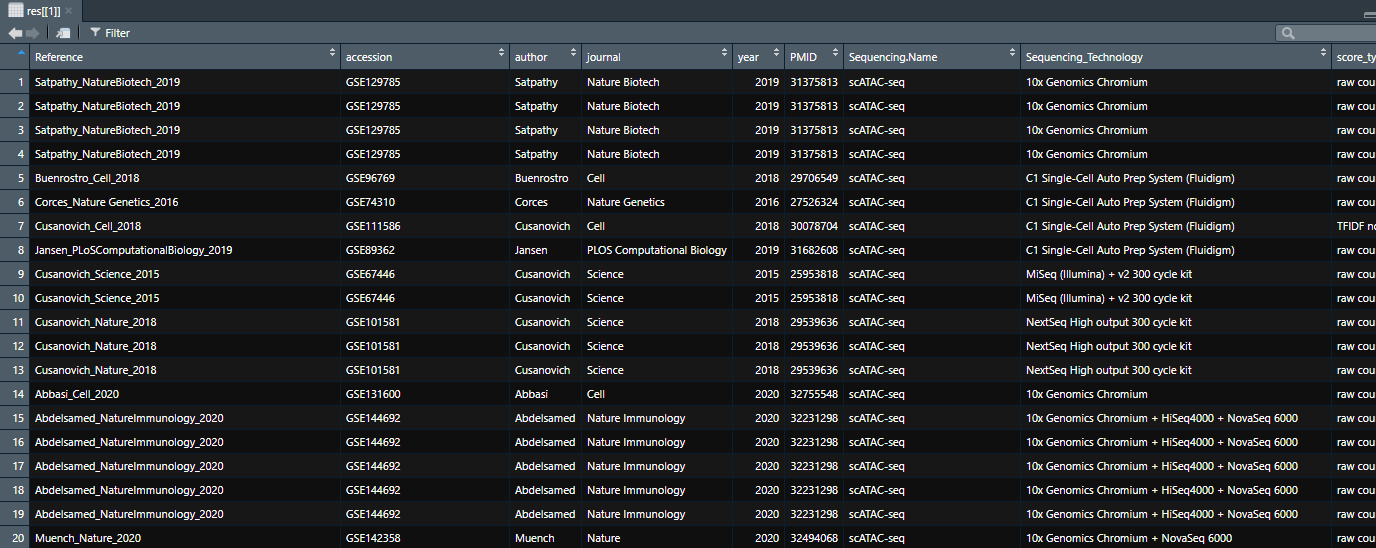 res[[1]]
Filter
Reference accession author journal year PMID Sequencing.Name Sequencing_Technology score_ty
1 Satpathy_NatureBiotech_2019 GSE129785 Satpathy Nature Biotech 2019 31375813 scATAC-seq 10x Genomics Chromium raw cou
2 Satpathy_NatureBiotech_2019 GSE129785 Satpathy Nature Biotech 2019 31375813 scATAC-seq 10x Genomics Chromium raw cou
3 Satpathy_NatureBiotech_2019 GSE129785 Satpathy Nature Biotech 2019 31375813 scATAC-seq 10x Genomics Chromium raw cou
4 Satpathy_NatureBiotech_2019 GSE129785 Satpathy Nature Biotech 2019 31375813 scATAC-seq 10x Genomics Chromium raw cou
5 Buenrostro_Cell_2018 GSE96769 Buenrostro Cell 2018 29706549 scATAC-seq C1 Single-Cell Auto Prep System (Fluidigm) raw cou
6 Corces_Nature Genetics_2016 GSE74310 Corces Nature Genetics 2016 27526324 scATAC-seq C1 Single-Cell Auto Prep System (Fluidigm) raw cou
7 Cusanovich_Cell_2018 GSE111586 Cusanovich Cell 2018 30078704 scATAC-seq C1 Single-Cell Auto Prep System (Fluidigm) TFIDF no
8 Jansen_PLoSComputationalBiology_2019 GSE89362 Jansen PLOS Computational Biology 2019 31682608 scATAC-seq C1 Single-Cell Auto Prep System (Fluidigm) raw cou
9 Cusanovich_Science_2015 GSE67446 Cusanovich Science 2015 25953818 scATAC-seq MiSeq (Illumina) + v2 300 cycle kit raw cou
10 Cusanovich_Science_2015 GSE67446 Cusanovich Science 2015 25953818 scATAC-seq MiSeq (Illumina) + v2 300 cycle kit raw cou
11 Cusanovich_Nature_2018 GSE101581 Cusanovich Science 2018 29539636 scATAC-seq NextSeq High output 300 cycle kit raw cou
12 Cusanovich_Nature_2018 GSE101581 Cusanovich Science 2018 29539636 scATAC-seq NextSeq High output 300 cycle kit raw cou
13 Cusanovich_Nature_2018 GSE101581 Cusanovich Science 2018 29539636 scATAC-seq NextSeq High output 300 cycle kit raw cou
14 Abbasi_Cell_2020 GSE131600 Abbasi Cell 2020 32755548 scATAC-seq 10x Genomics Chromium raw cou
15 Abdelsamed_NatureImmunology_2020 GSE144692 Abdelsamed Nature Immunology 2020 32231298 scATAC-seq 10x Genomics Chromium + HiSeq4000 + NovaSeq 6000 raw cou
16 Abdelsamed_NatureImmunology_2020 GSE144692 Abdelsamed Nature Immunology 2020 32231298 scATAC-seq 10x Genomics Chromium + HiSeq4000 + NovaSeq 6000 raw cou
17 Abdelsamed_NatureImmunology_2020 GSE144692 Abdelsamed Nature Immunology 2020 32231298 scATAC-seq 10x Genomics Chromium + HiSeq4000 + NovaSeq 6000 raw cou
18 Abdelsamed_NatureImmunology_2020 GSE144692 Abdelsamed Nature Immunology 2020 32231298 scATAC-seq 10x Genomics Chromium + HiSeq4000 + NovaSeq 6000 raw cou
19 Abdelsamed_NatureImmunology_2020 GSE144692 Abdelsamed Nature Immunology 2020 32231298 scATAC-seq 10x Genomics Chromium + HiSeq4000 + NovaSeq 6000 raw cou
20 Muench_Nature_2020 GSE142358 Muench Nature 2020 32494068 scATAC-seq 10x Genomics Chromium + NovaSeq 6000 raw cou